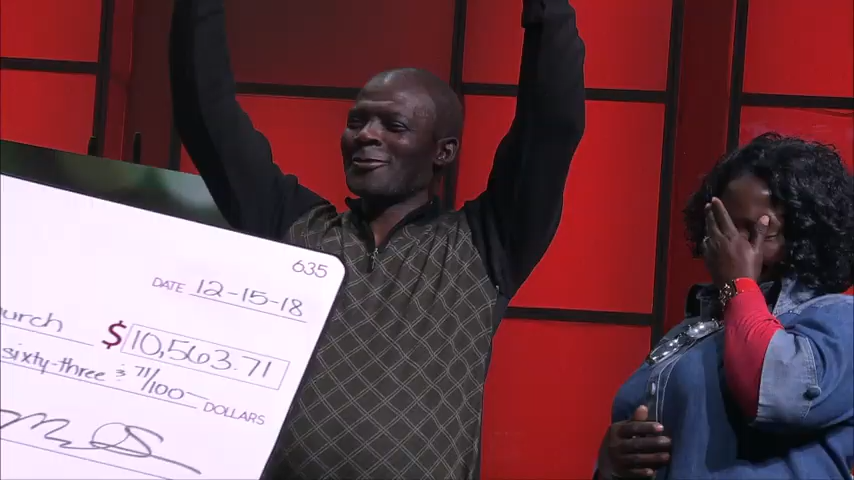 635
DATE 12-15-18
urch $10,563.71
sixty-three & 71/100 DOLLARS